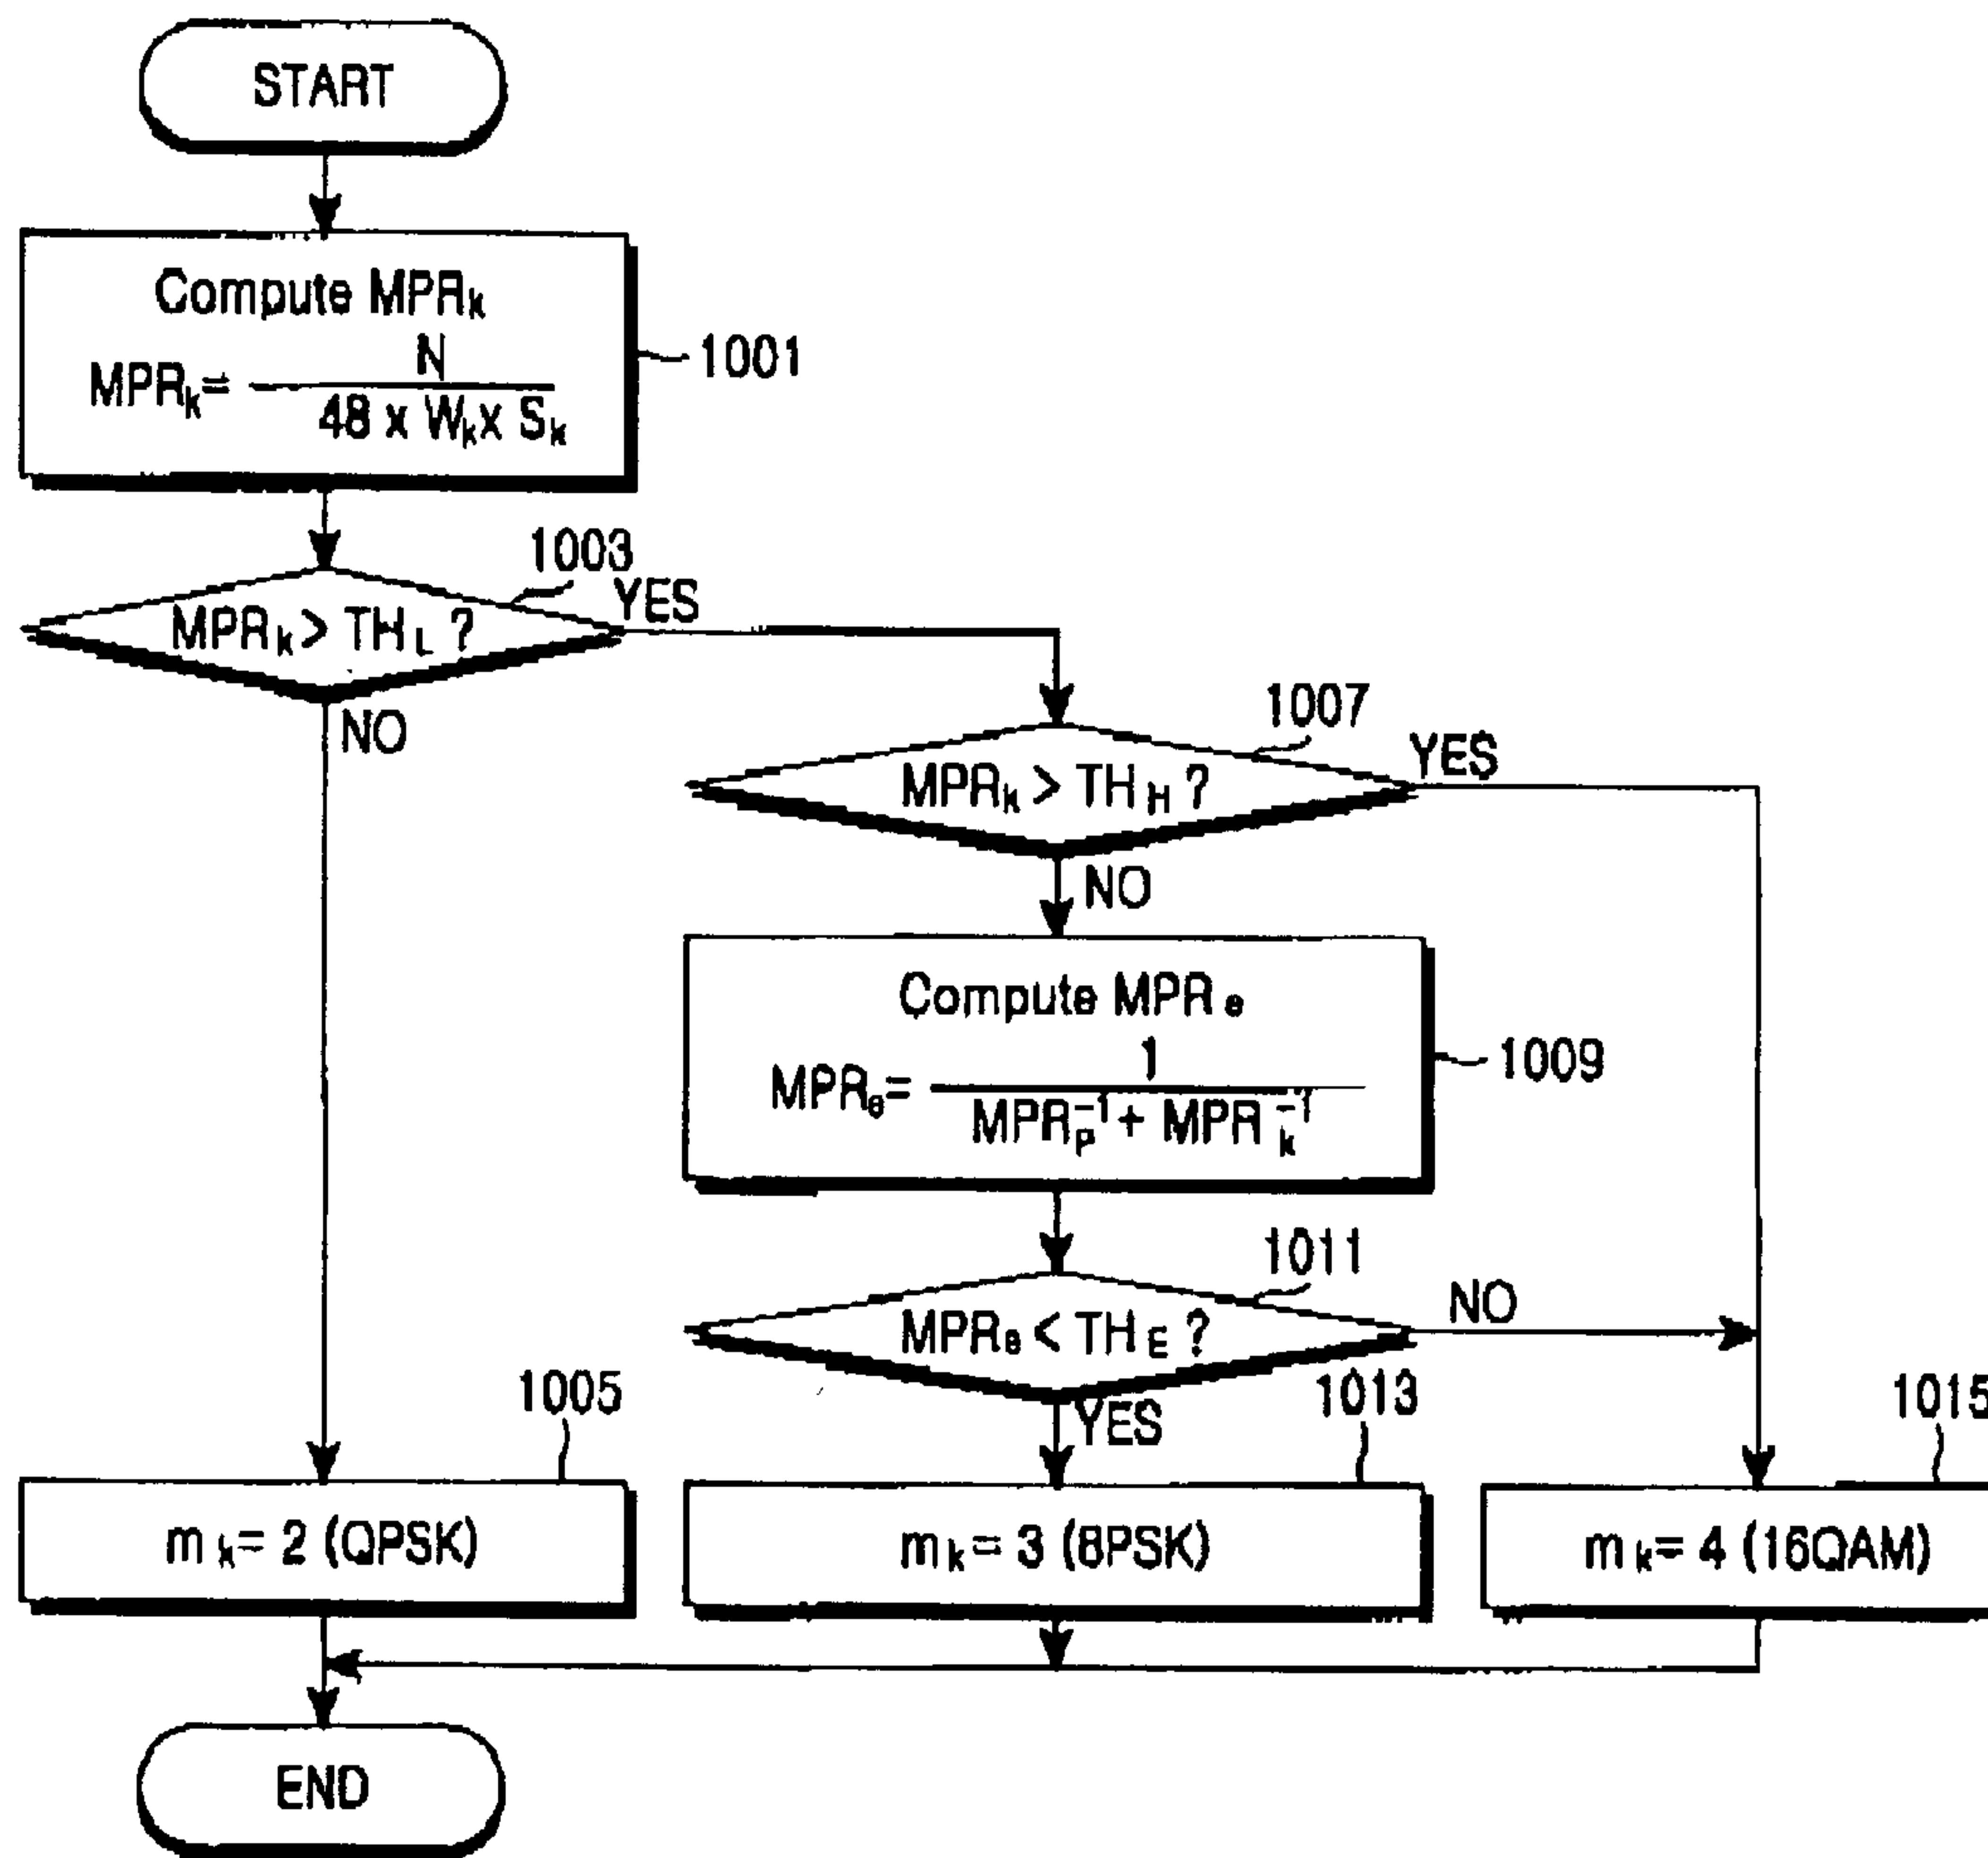 START
Compute MPRk
MPRk= N
48 x Wk x Sk
1001
1003
MPRk > THL ?
YES
NO
1007
MPRk > THH ?
YES
NO
Compute MPRe
MPRe= 1
MPRp^-1 + MPRk^-1
1009
1011
MPRe < THE ?
NO
YES
1005
1013
1015
mk= 2 (QPSK)
mk= 3 (8PSK)
mk= 4 (16QAM)
END